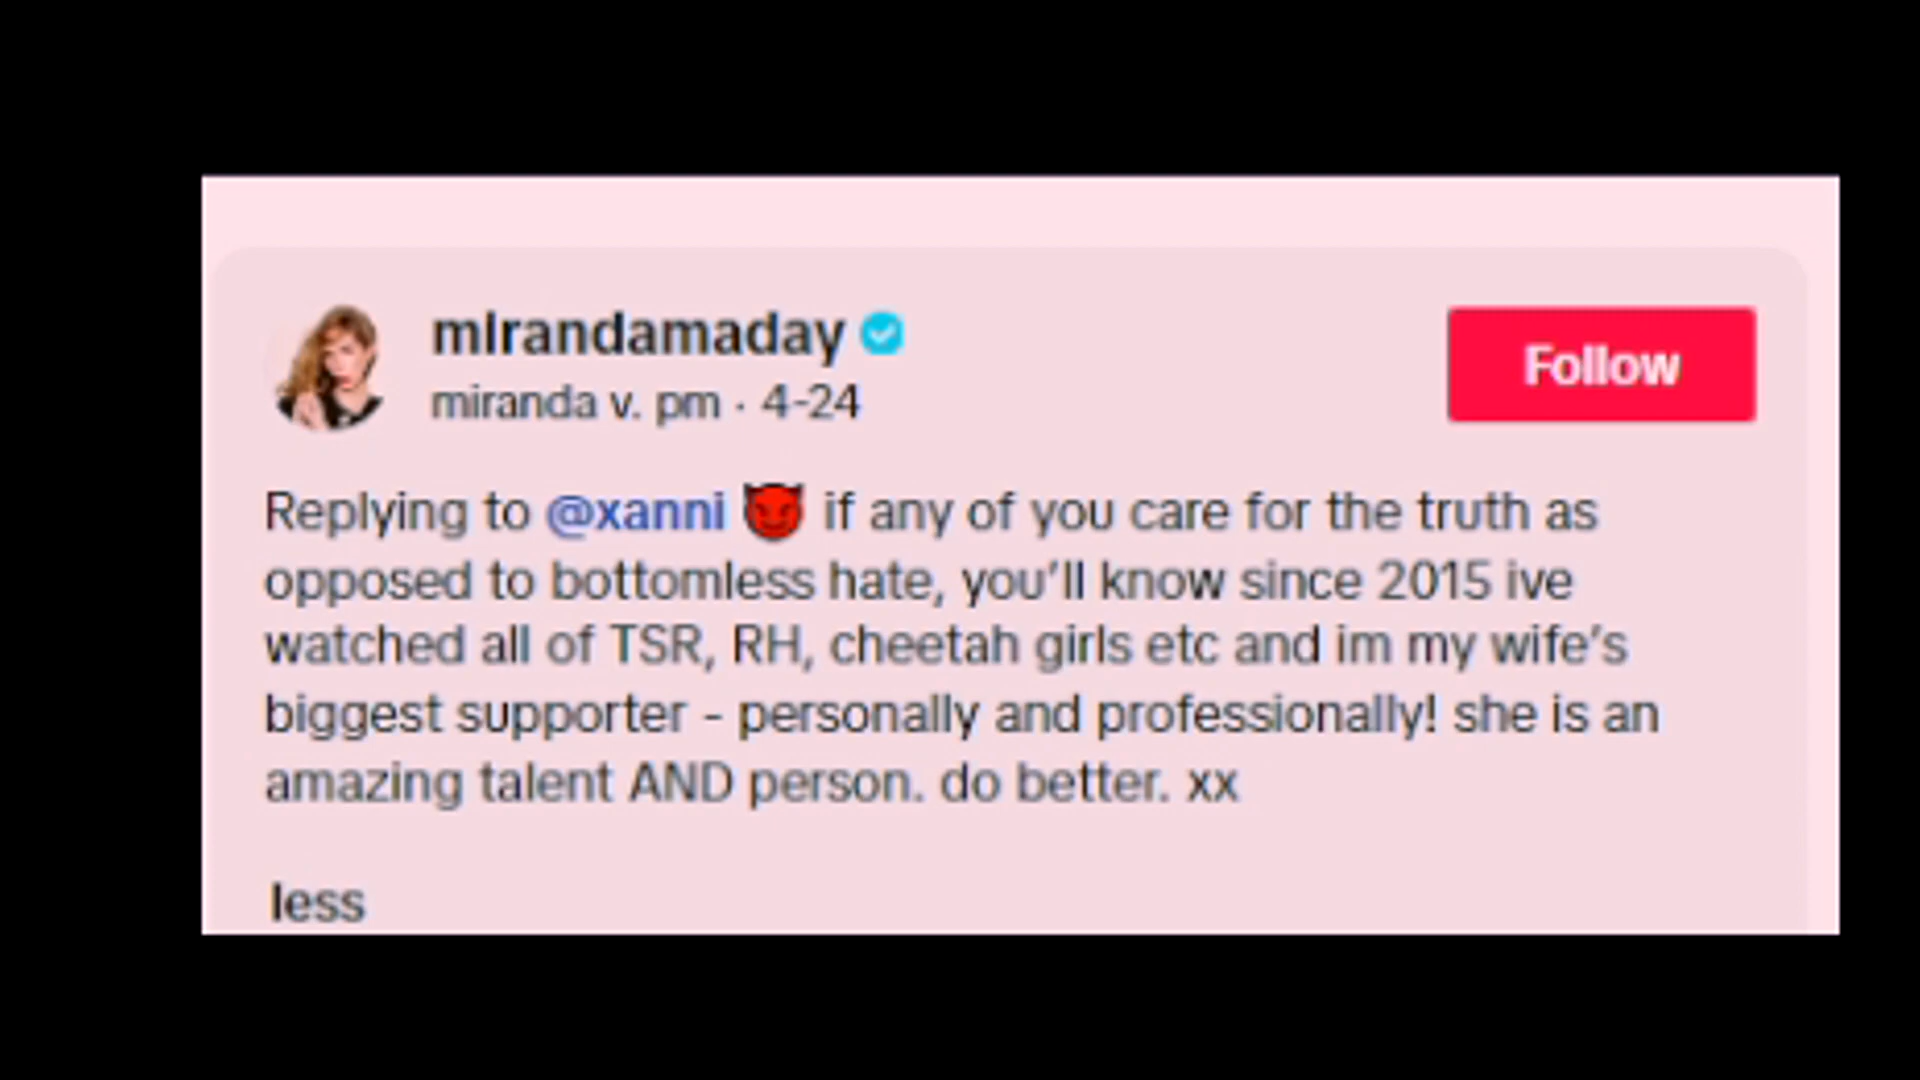 mIrandamaday
miranda v. pm · 4-24
Follow
Replying to @xanni 😈 if any of you care for the truth as
opposed to bottomless hate, you’ll know since 2015 ive
watched all of TSR, RH, cheetah girls etc and im my wife’s
biggest supporter - personally and professionally! she is an
amazing talent AND person. do better. xx
less